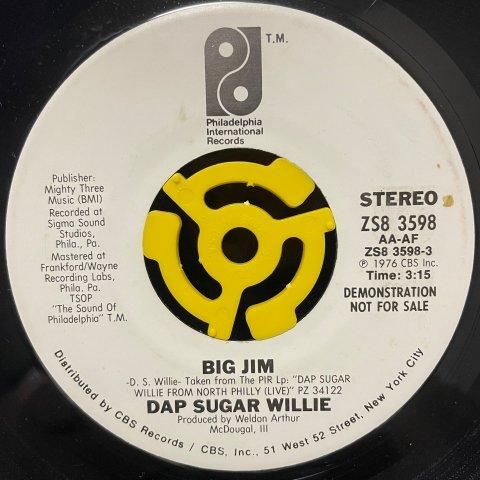 T.M.
Philadelphia
International
Records
Publisher:
Mighty Three
Music (BMI)
Recorded at
Sigma Sound
Studios,
Phila., Pa.
Mastered at
Frankford/Wayne
Recording Labs,
Phila, Pa.
TSOP
"The Sound Of
Philadelphia" T.M.
STEREO
ZS8 3598
AA-AF
ZS8 3598-3
℗ 1976 CBS Inc.
Time: 3:15
DEMONSTRATION
NOT FOR SALE
BIG JIM
-D. S. Willie- Taken from The PIR Lp: "DAP SUGAR
WILLIE FROM NORTH PHILLY (LIVE)" PZ 34122
DAP SUGAR WILLIE
Produced by Weldon Arthur
McDougal, III
Distributed by CBS Records / CBS, Inc., 51 West 52 Street, New York City